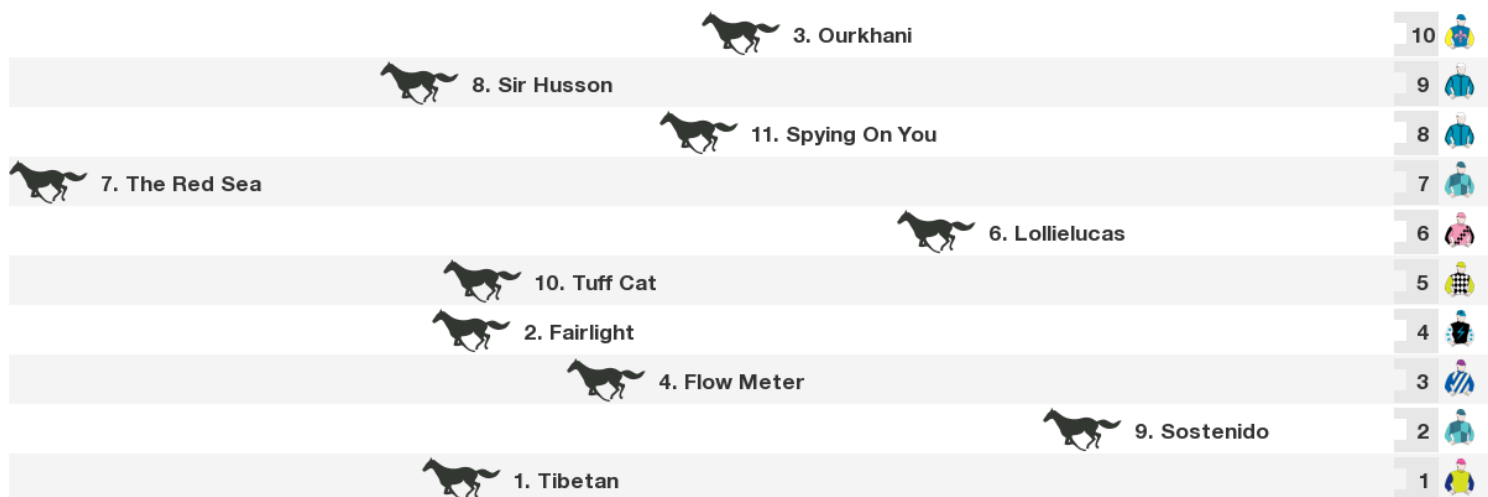 3. Ourkhani 10
8. Sir Husson 9
11. Spying On You 8
7. The Red Sea 7
6. Lollielucas 6
10. Tuff Cat 5
2. Fairlight 4
4. Flow Meter 3
9. Sostenido 2
1. Tibetan 1